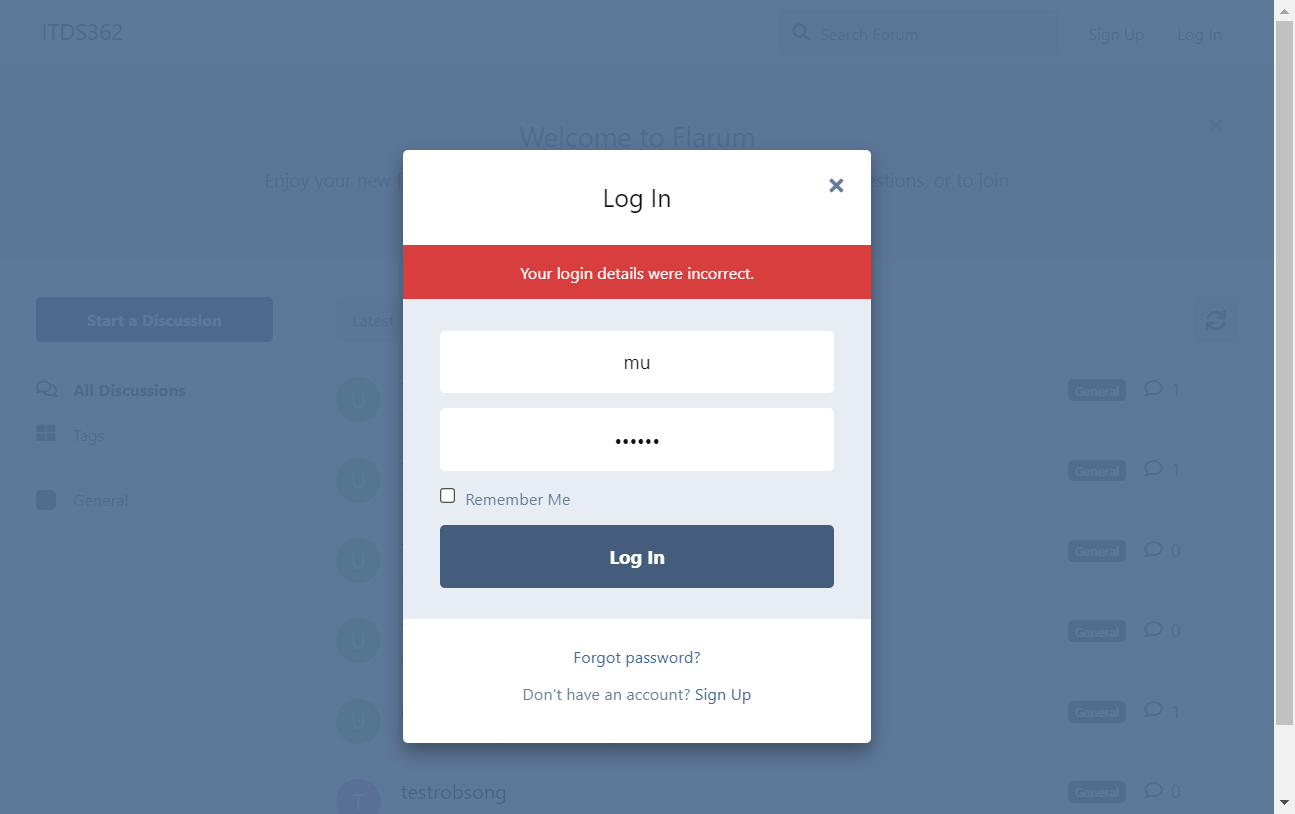 ITDS362
Search Forum
Sign Up
Log In
Welcome to Flarum
Enjoy your new
estions, or to join
Log In
Your login details were incorrect.
Start a Discussion
Latest
mu
••••••
All Discussions
General
1
Tags
Remember Me
General
1
General
Log In
General
0
General
0
Forgot password?
Don't have an account? Sign Up
General
1
testrobsong
General
0
U
U
U
U
U
T